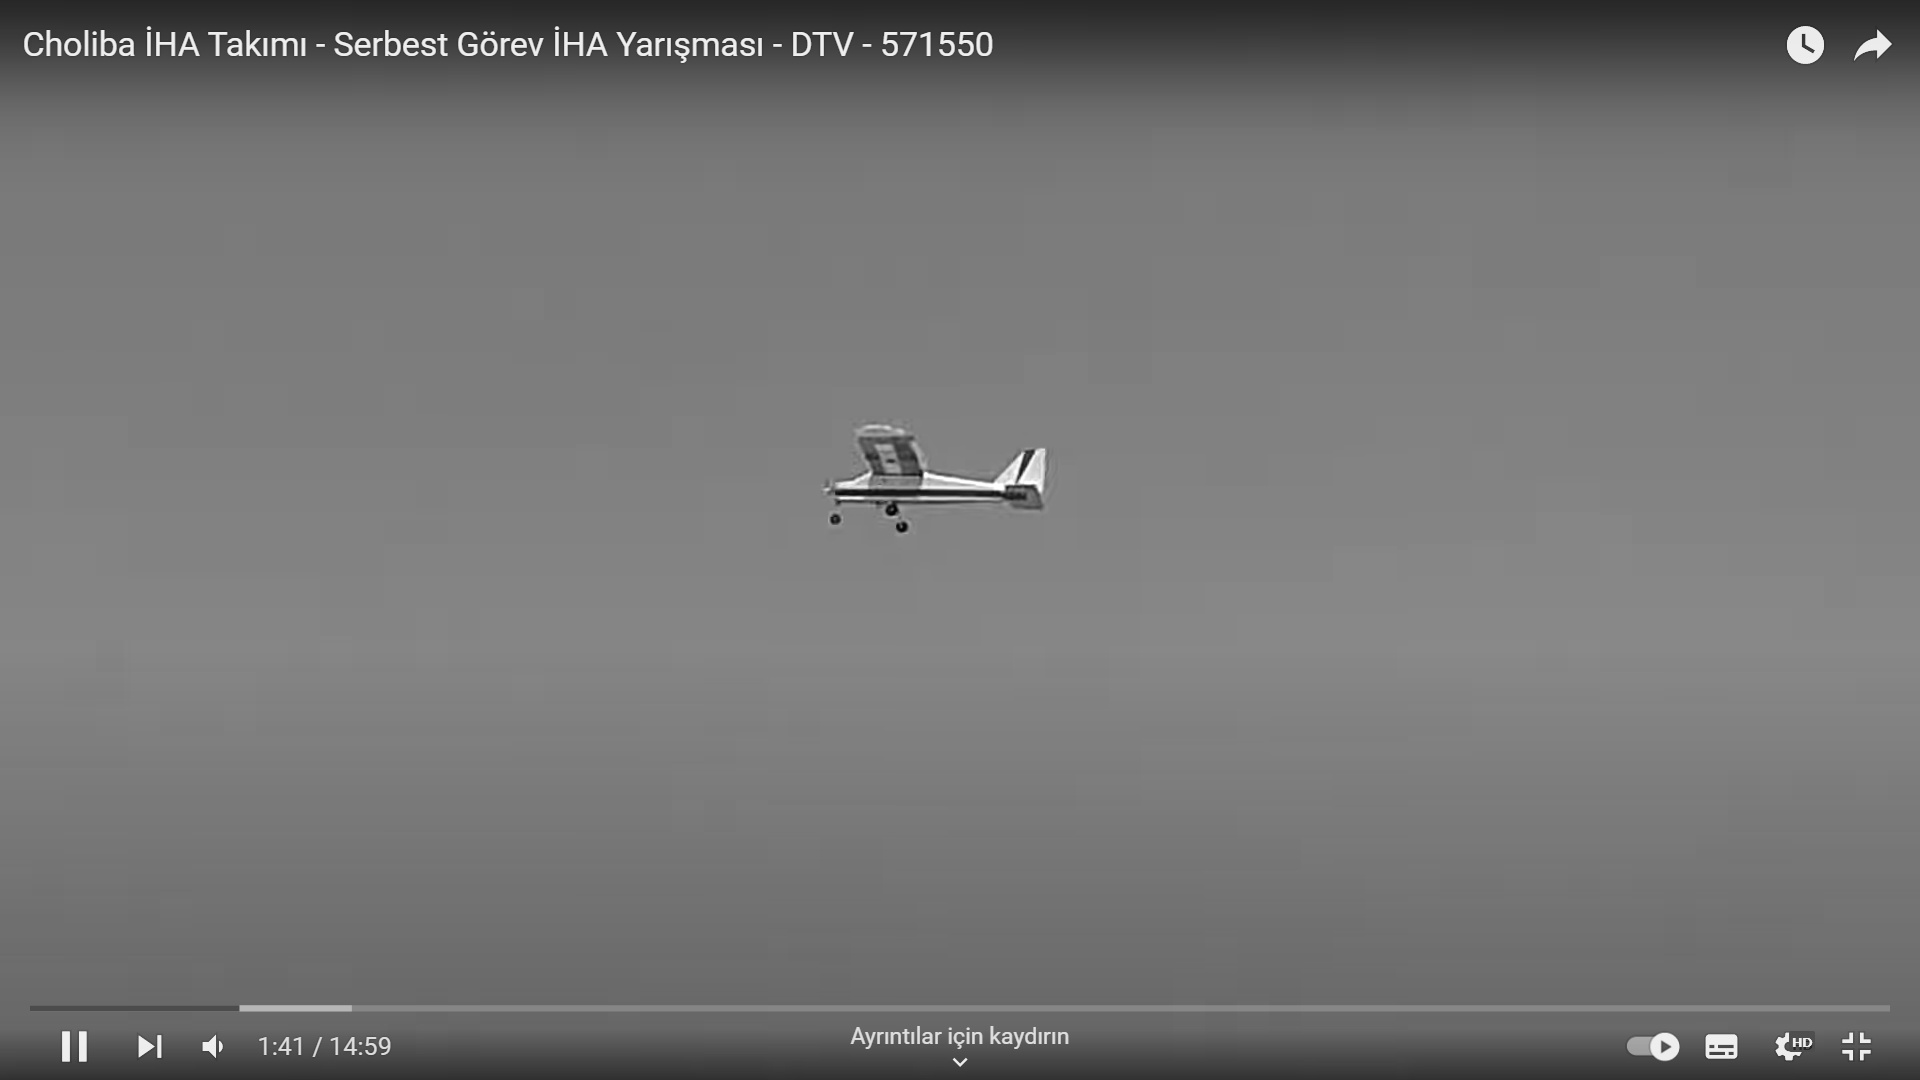 Choliba İHA Takımı - Serbest Görev İHA Yarışması - DTV - 571550
1:41 / 14:59
Ayrıntılar için kaydırın
HD